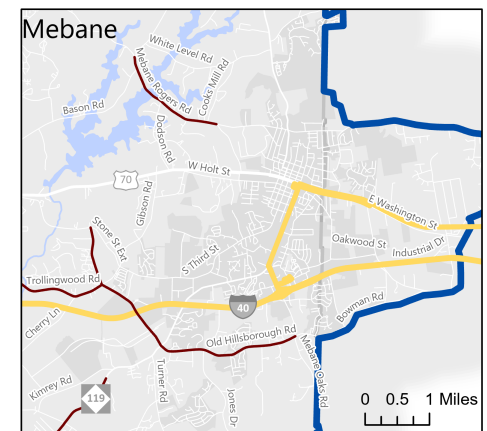 Mebane
White Level Rd
Mebane Rogers Rd
Cooks Mill Rd
Bason Rd
Dodson Rd
W Holt St
70
Gibson Rd
E Washington St
Stone St Ext
S Third St
Oakwood St
Industrial Dr
Trollingwood Rd
40
Bowman Rd
Cherry Ln
Old Hillsborough Rd
Mebane Oaks Rd
Turner Rd
Kimrey Rd
119
Jones Dr
0 0.5 1 Miles